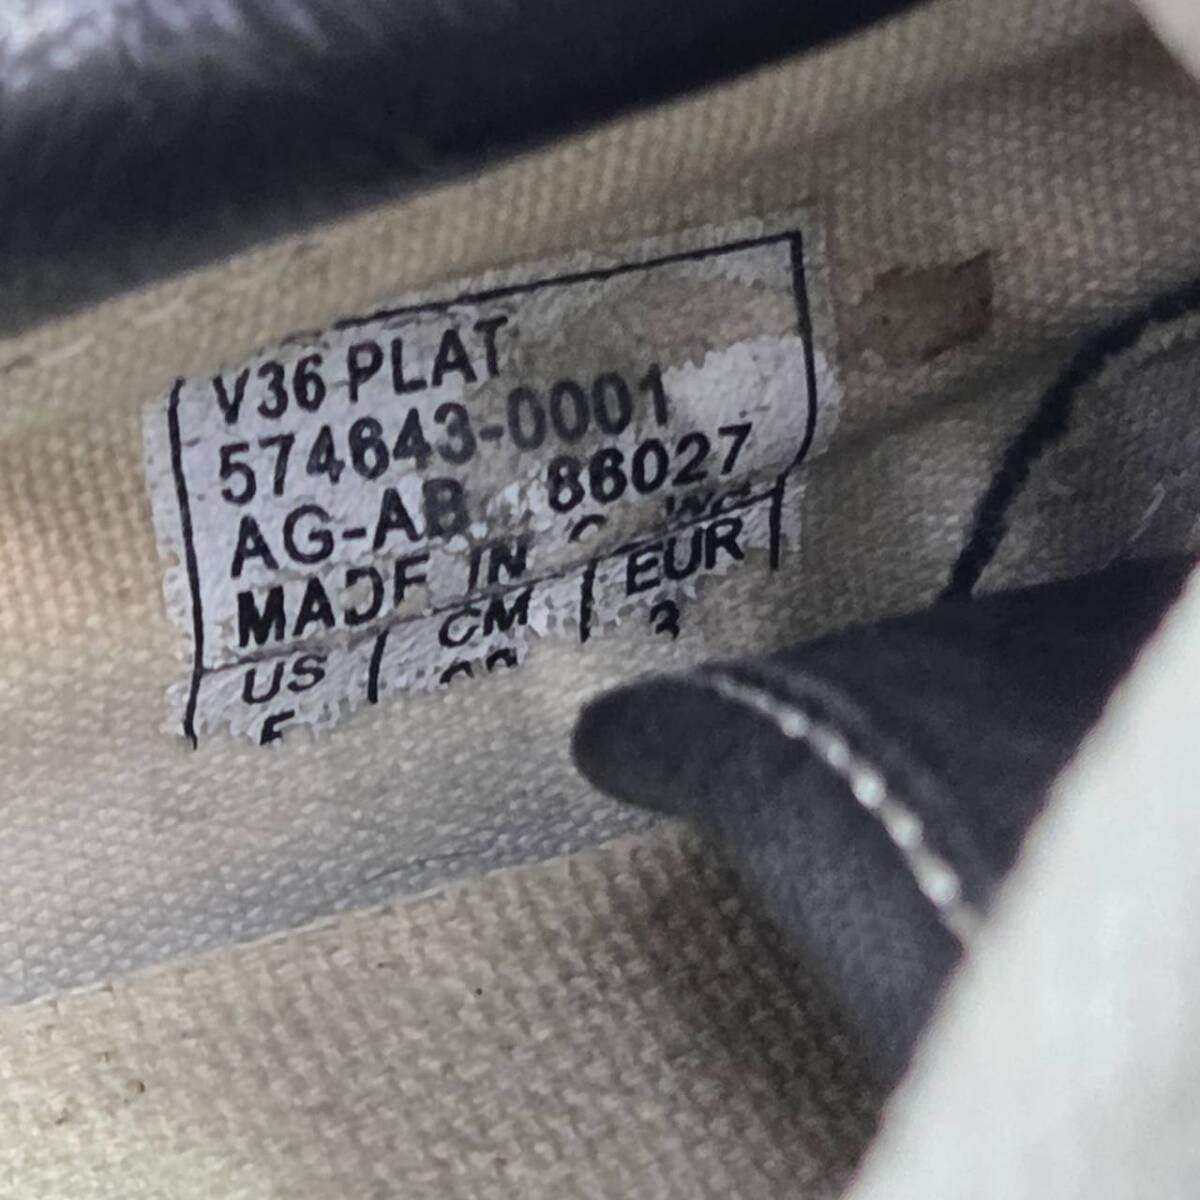 V36 PLAT
574643-0001
AG-AB 86027
MADE IN
US CM EUR